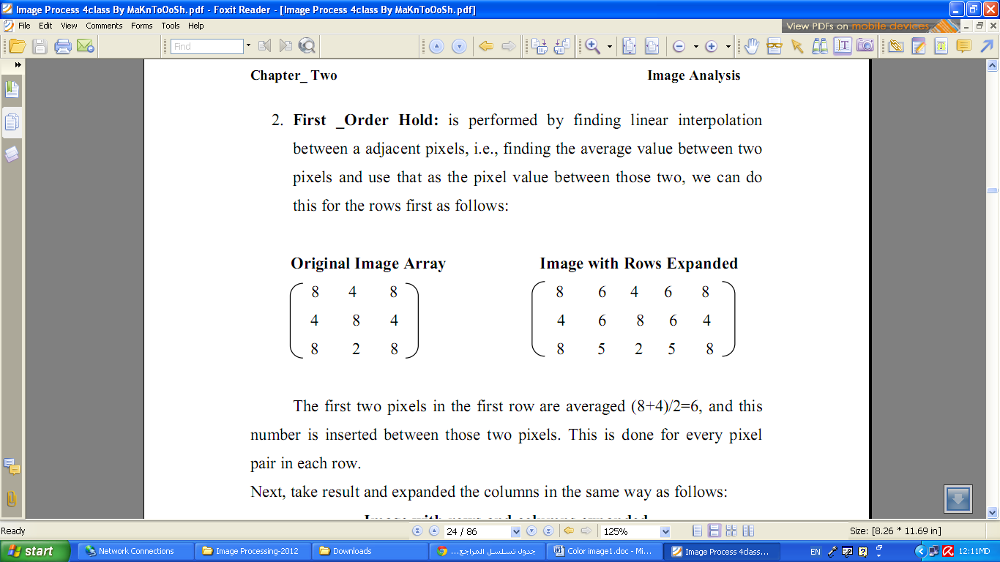 Image Process 4class By MaKnToOoSh.pdf - Foxit Reader - [Image Process 4class By MaKnToOoSh.pdf]
File Edit View Comments Forms Tools Help
View PDFs on mobile devices
Find
Chapter_ Two Image Analysis
2. First _Order Hold: is performed by finding linear interpolation
between a adjacent pixels, i.e., finding the average value between two
pixels and use that as the pixel value between those two, we can do
this for the rows first as follows:
Original Image Array Image with Rows Expanded
8 4 8 8 6 4 6 8
4 8 4 4 6 8 6 4
8 2 8 8 5 2 5 8
The first two pixels in the first row are averaged (8+4)/2=6, and this
number is inserted between those two pixels. This is done for every pixel
pair in each row.
Next, take result and expanded the columns in the same way as follows:
Image with rows and columns expanded
Ready 24 / 86 125% Size: [8.26 * 11.69 in]
start Network Connections Image Processing-2012 Downloads جدول تسلسل المراجع... Color image1.doc - Mi... Image Process 4class... EN 12:11MD